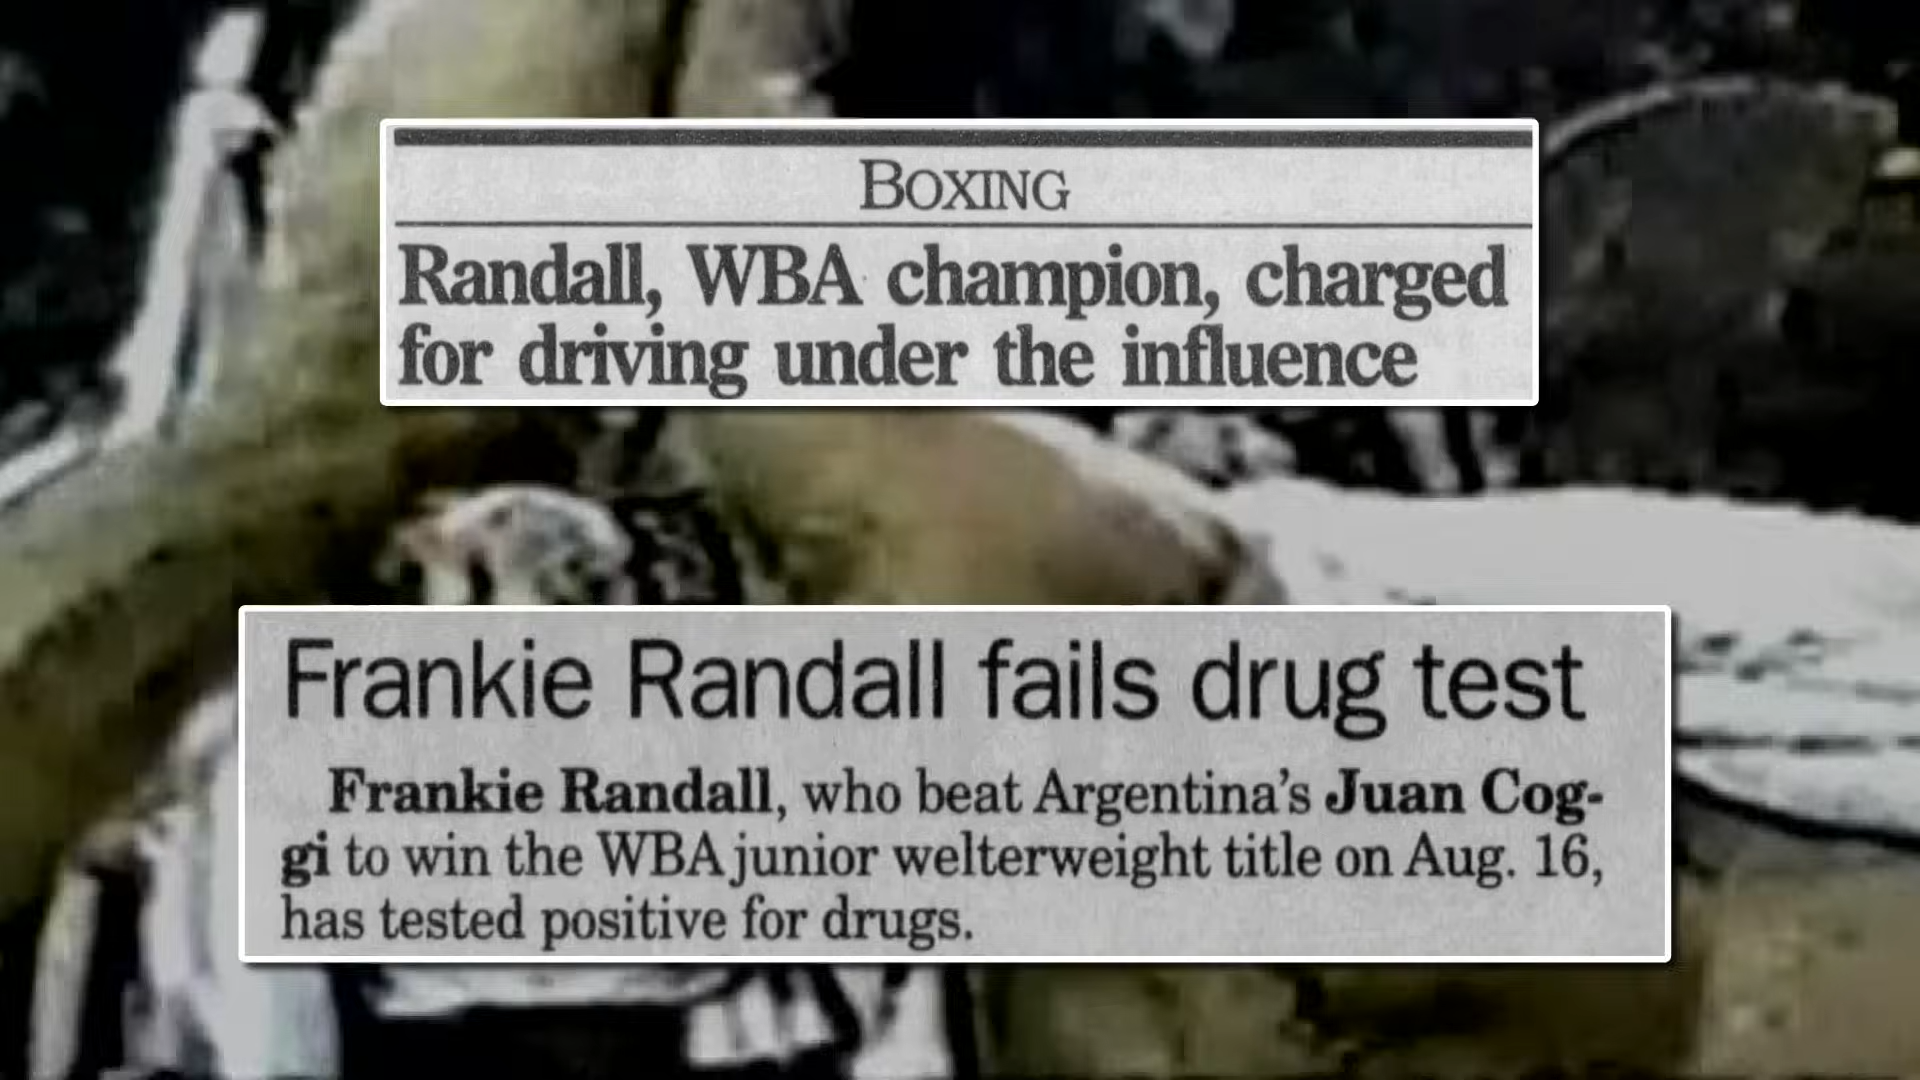 BOXING
Randall, WBA champion, charged
for driving under the influence
Frankie Randall fails drug test
Frankie Randall, who beat Argentina's Juan Cog-
gi to win the WBA junior welterweight title on Aug. 16,
has tested positive for drugs.